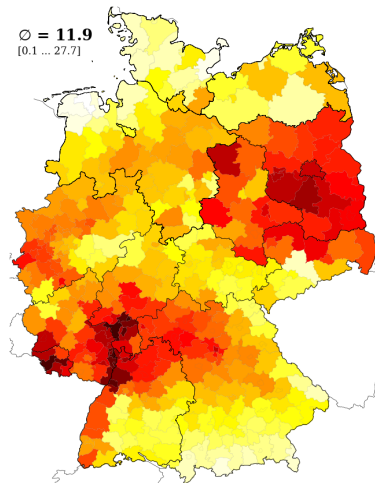 ∅ = 11.9
[0.1 ... 27.7]